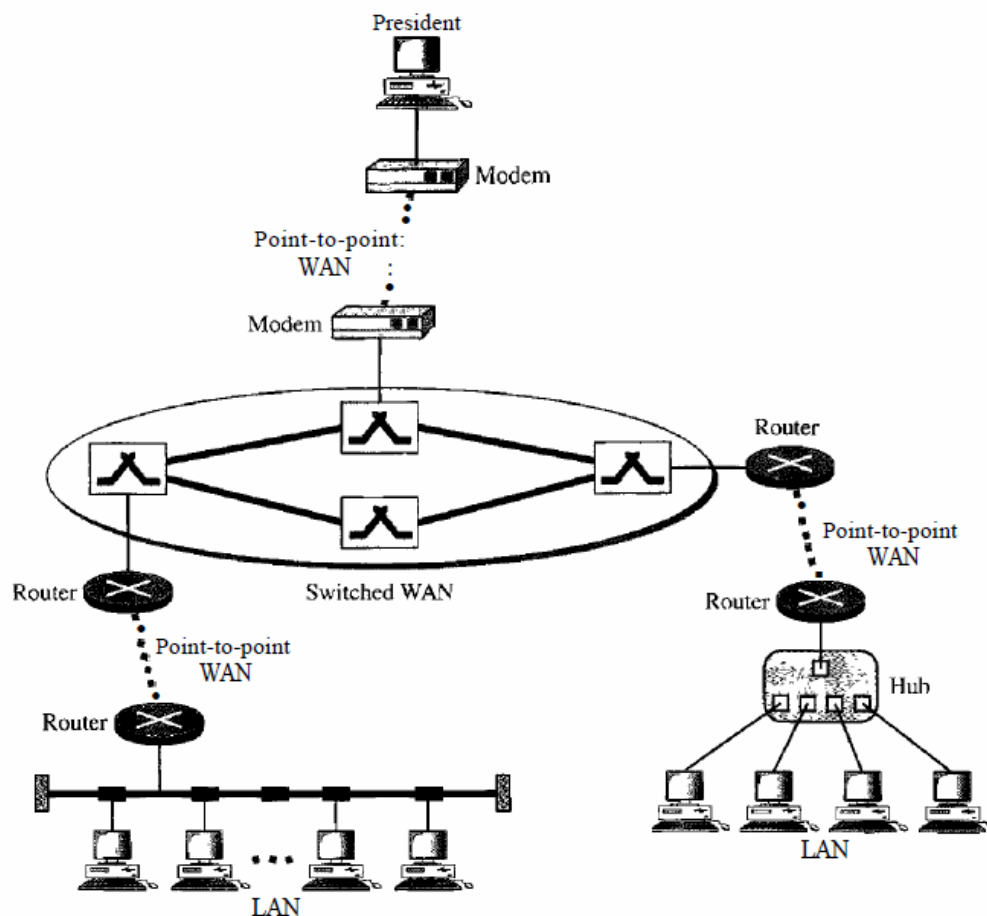 President
Modem
Point-to-point:
WAN
Modem
Router
Point-to-point
WAN
Switched WAN
Router
Router
Point-to-point
WAN
Hub
Router
LAN
LAN